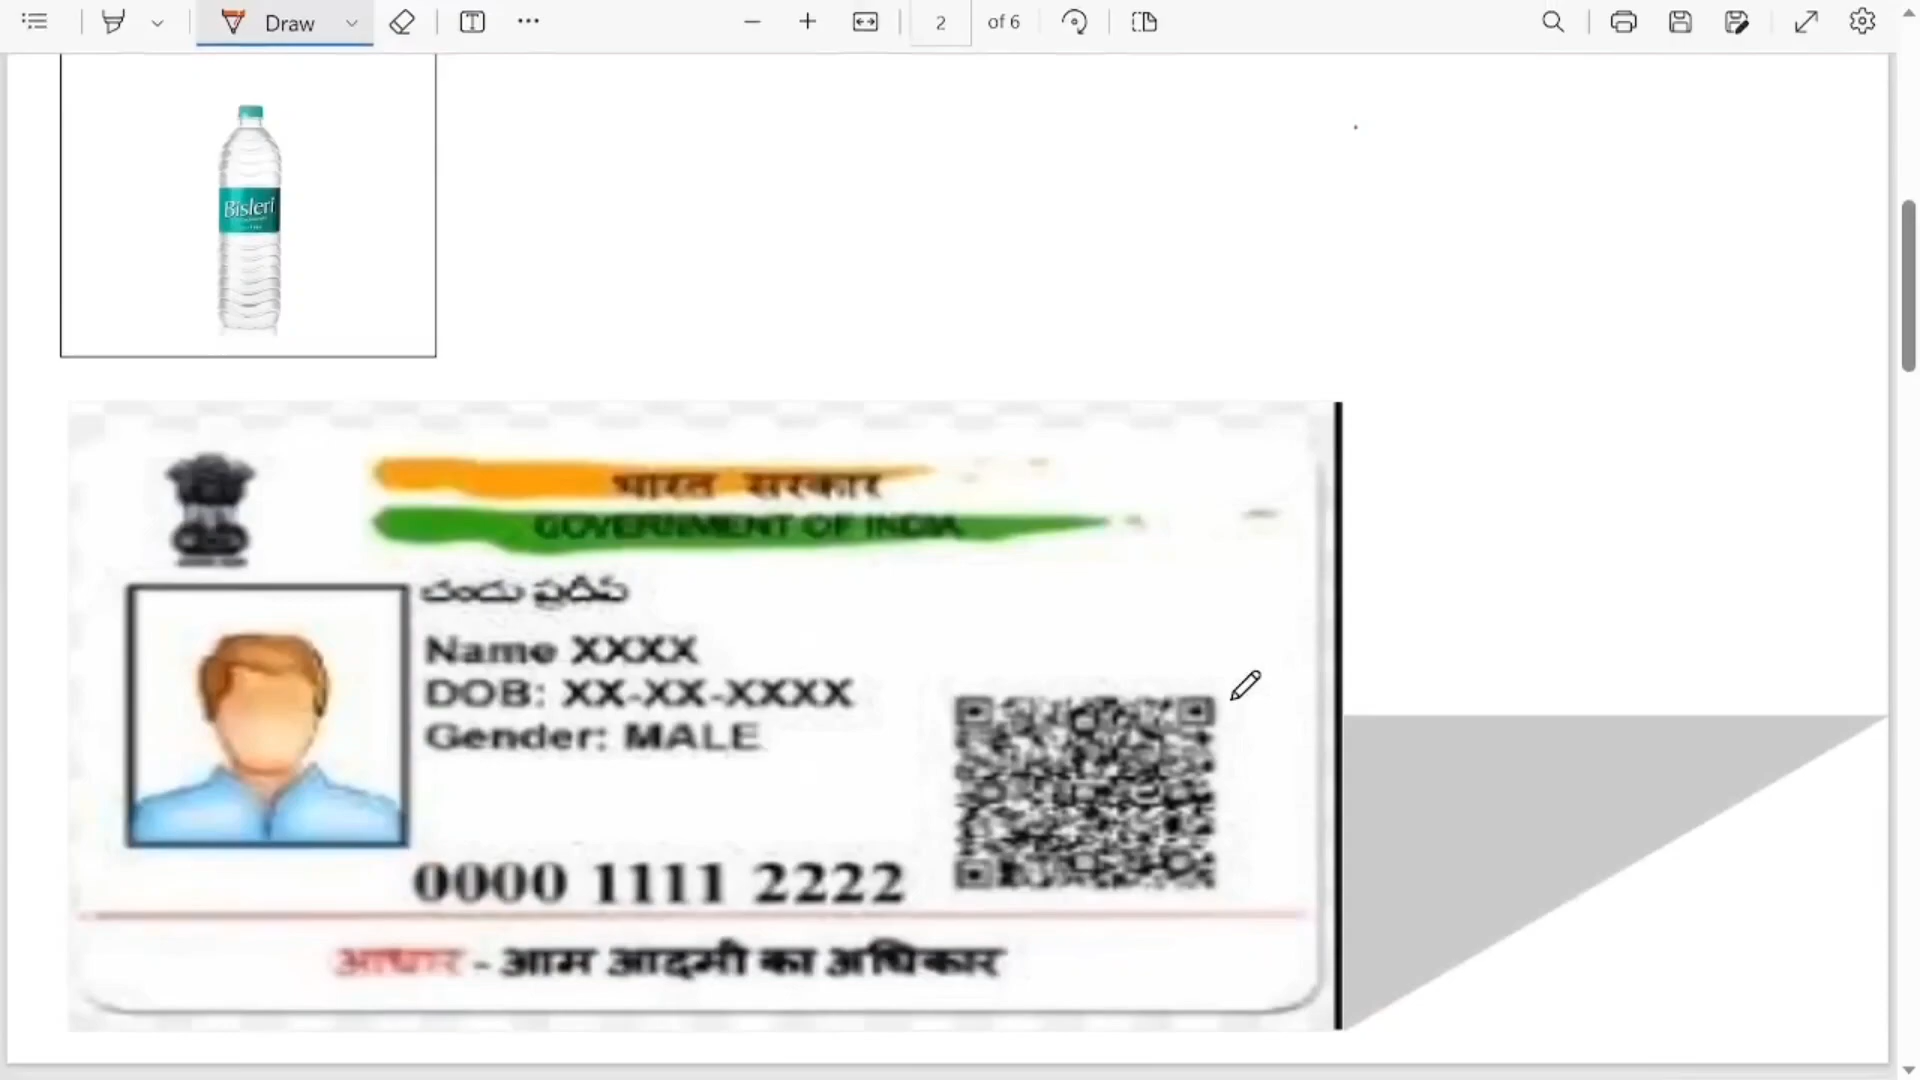 Draw
2 of 6
Bisleri
भारत सरकार
GOVERNMENT OF INDIA
చందు ప్రదీప్
Name XXXX
DOB: XX-XX-XXXX
Gender: MALE
0000 1111 2222
आधार - आम आदमी का अधिकार